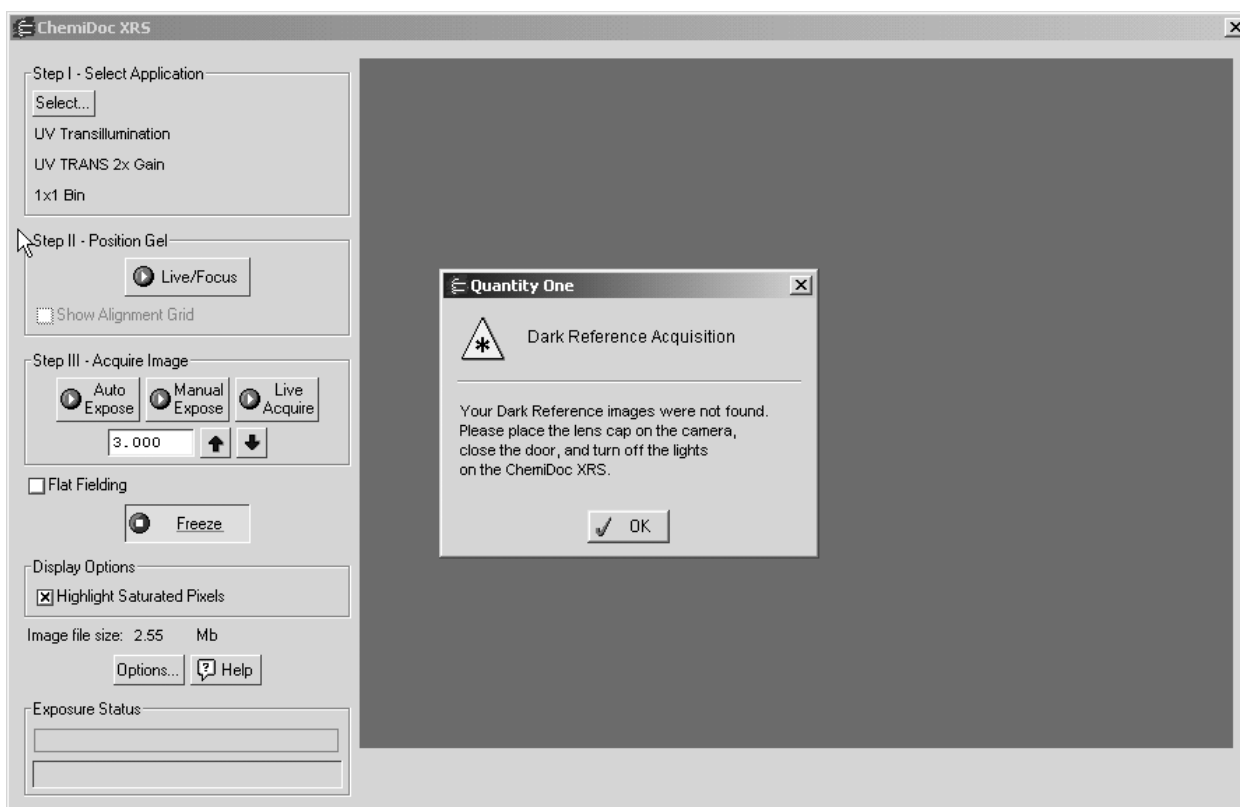 ChemiDoc XRS
Step I - Select Application
Select...
UV Transillumination
UV TRANS 2x Gain
1x1 Bin
Step II - Position Gel
Live/Focus
Show Alignment Grid
Step III - Acquire Image
Auto Expose
Manual Expose
Live Acquire
3.000
Flat Fielding
Freeze
Display Options
Highlight Saturated Pixels
Image file size: 2.55 Mb
Options...
Help
Exposure Status
Quantity One
Dark Reference Acquisition
Your Dark Reference images were not found.
Please place the lens cap on the camera,
close the door, and turn off the lights
on the ChemiDoc XRS.
OK